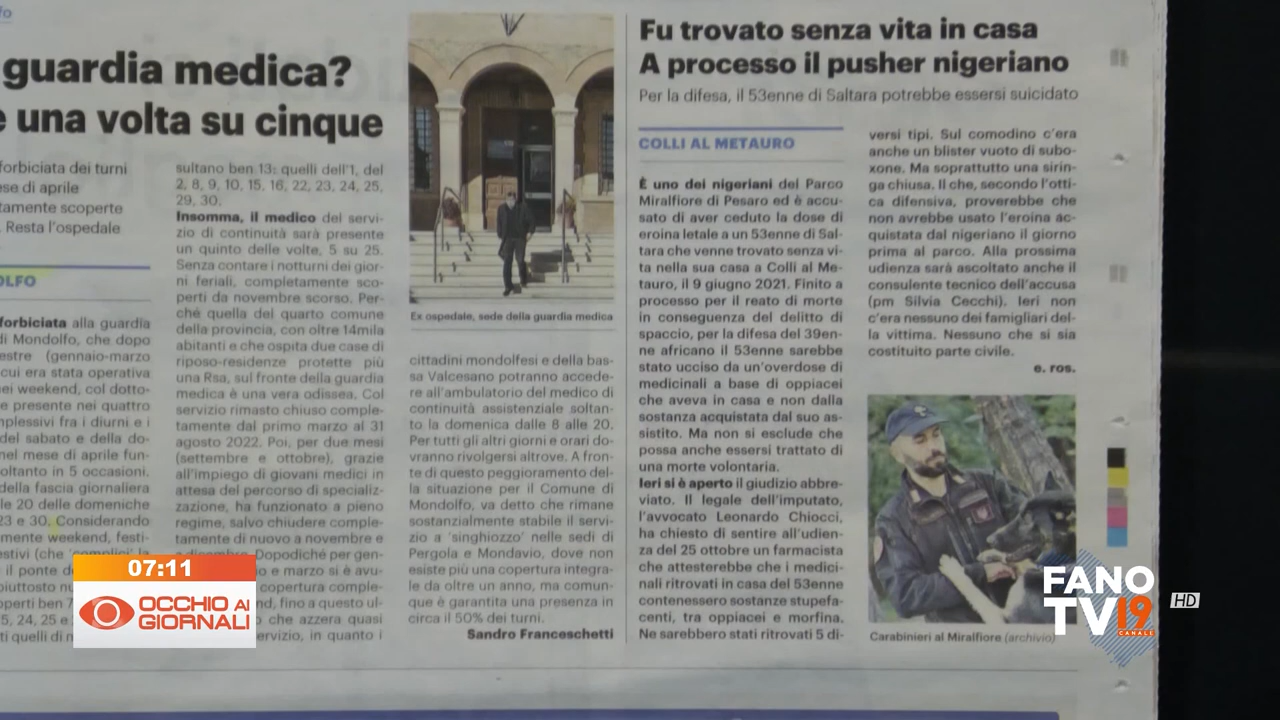 guardia medica?
e una volta su cinque
forbiciata dei turni
ese di aprile
tamente scoperte
. Resta l'ospedale
OLFO
forbiciata alla guardia
di Mondolfo, che dopo
estre (gennaio-marzo
cui era stata operativa
nei weekend, col dotto-
e presente nei quattro
mplessivi fra i diurni e i
del sabato e della do-
nel mese di aprile fun-
oltanto in 5 occasioni.
della fascia giornaliera
le 20 delle domeniche
23 e 30. Considerando
mente weekend, festi-
estivi (che 'complici' la
il ponte de
piuttosto nu
operti ben 7
5, 24, 25 e
ti quelli di n
sultano ben 13: quelli dell'1, del
2, 8, 9, 10, 15, 16, 22, 23, 24, 25,
29, 30.
Insomma, il medico del servi-
zio di continuità sarà presente
un quinto delle volte, 5 su 25.
Senza contare i notturni dei gior-
ni feriali, completamente sco-
perti da novembre scorso. Per-
ché quella del quarto comune
della provincia, con oltre 14mila
abitanti e che ospita due case di
riposo-residenze protette più
una Rsa, sul fronte della guardia
medica è una vera odissea. Col
servizio rimasto chiuso comple-
tamente dal primo marzo al 31
agosto 2022. Poi, per due mesi
(settembre e ottobre), grazie
all'impiego di giovani medici in
attesa del percorso di specializ-
zazione, ha funzionato a pieno
regime, salvo chiudere comple-
tamente di nuovo a novembre e
a dicembre. Dopodiché per gen-
o e marzo si è avu-
copertura comple-
nd, fino a questo ul-
che azzera quasi
ervizio, in quanto i
Ex ospedale, sede della guardia medica
cittadini mondolfesi e della bas-
sa Valcesano potranno accede-
re all'ambulatorio del medico di
continuità assistenziale soltan-
to la domenica dalle 8 alle 20.
Per tutti gli altri giorni e orari do-
vranno rivolgersi altrove. A fron-
te di questo peggioramento del-
la situazione per il Comune di
Mondolfo, va detto che rimane
sostanzialmente stabile il servi-
zio a 'singhiozzo' nelle sedi di
Pergola e Mondavio, dove non
esiste più una copertura integra-
le da oltre un anno, ma comun-
que è garantita una presenza in
circa il 50% dei turni.
Sandro Franceschetti
Fu trovato senza vita in casa
A processo il pusher nigeriano
Per la difesa, il 53enne di Saltara potrebbe essersi suicidato
COLLI AL METAURO
È uno dei nigeriani del Parco
Miralfiore di Pesaro ed è accu-
sato di aver ceduto la dose di
eroina letale a un 53enne di Sal-
tara che venne trovato senza vi-
ta nella sua casa a Colli al Me-
tauro, il 9 giugno 2021. Finito a
processo per il reato di morte
in conseguenza del delitto di
spaccio, per la difesa del 39en-
ne africano il 53enne sarebbe
stato ucciso da un'overdose di
medicinali a base di oppiacei
che aveva in casa e non dalla
sostanza acquistata dal suo as-
sistito. Ma non si esclude che
possa anche essersi trattato di
una morte volontaria.
Ieri si è aperto il giudizio abbre-
viato. Il legale dell'imputato,
l'avvocato Leonardo Chiocci,
ha chiesto di sentire all'udien-
za del 25 ottobre un farmacista
che attesterebbe che i medici-
nali ritrovati in casa del 53enne
contenessero sostanze stupefa-
centi, tra oppiacei e morfina.
Ne sarebbero stati ritrovati 5 di-
versi tipi. Sul comodino c'era
anche un blister vuoto di subo-
xone. Ma soprattutto una sirin-
ga chiusa. Il che, secondo l'otti-
ca difensiva, proverebbe che
non avrebbe usato l'eroina ac-
quistata dal nigeriano il giorno
prima al parco. Alla prossima
udienza sarà ascoltato anche il
consulente tecnico dell'accusa
(pm Silvia Cecchi). Ieri non
c'era nessuno dei famigliari del-
la vittima. Nessuno che si sia
costituito parte civile.
e. ros.
Carabinieri al Miralfiore (archivio)
07:11
OCCHIO AI
GIORNALI
FANO
TV 19
CANALE
HD